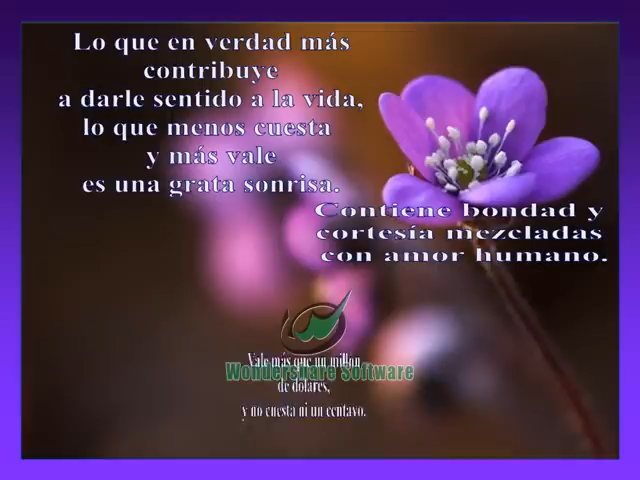 Lo que en verdad más
contribuye
a darle sentido a la vida,
lo que menos cuesta
y más vale
es una grata sonrisa.
Contiene bondad y
cortesía mezcladas
con amor humano.
Vale más que un millon
Wondershare Software
de dolares,
y no cuesta ni un centavo.